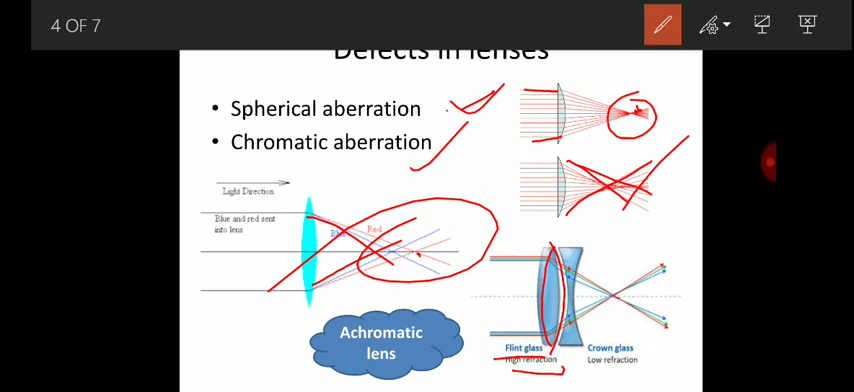 4 OF 7
Defects in lenses
• Spherical aberration
• Chromatic aberration
Light Direction
Blue and red sent
into lens
Blue
Red
Achromatic
lens
Flint glass
High refraction
Crown glass
Low refraction